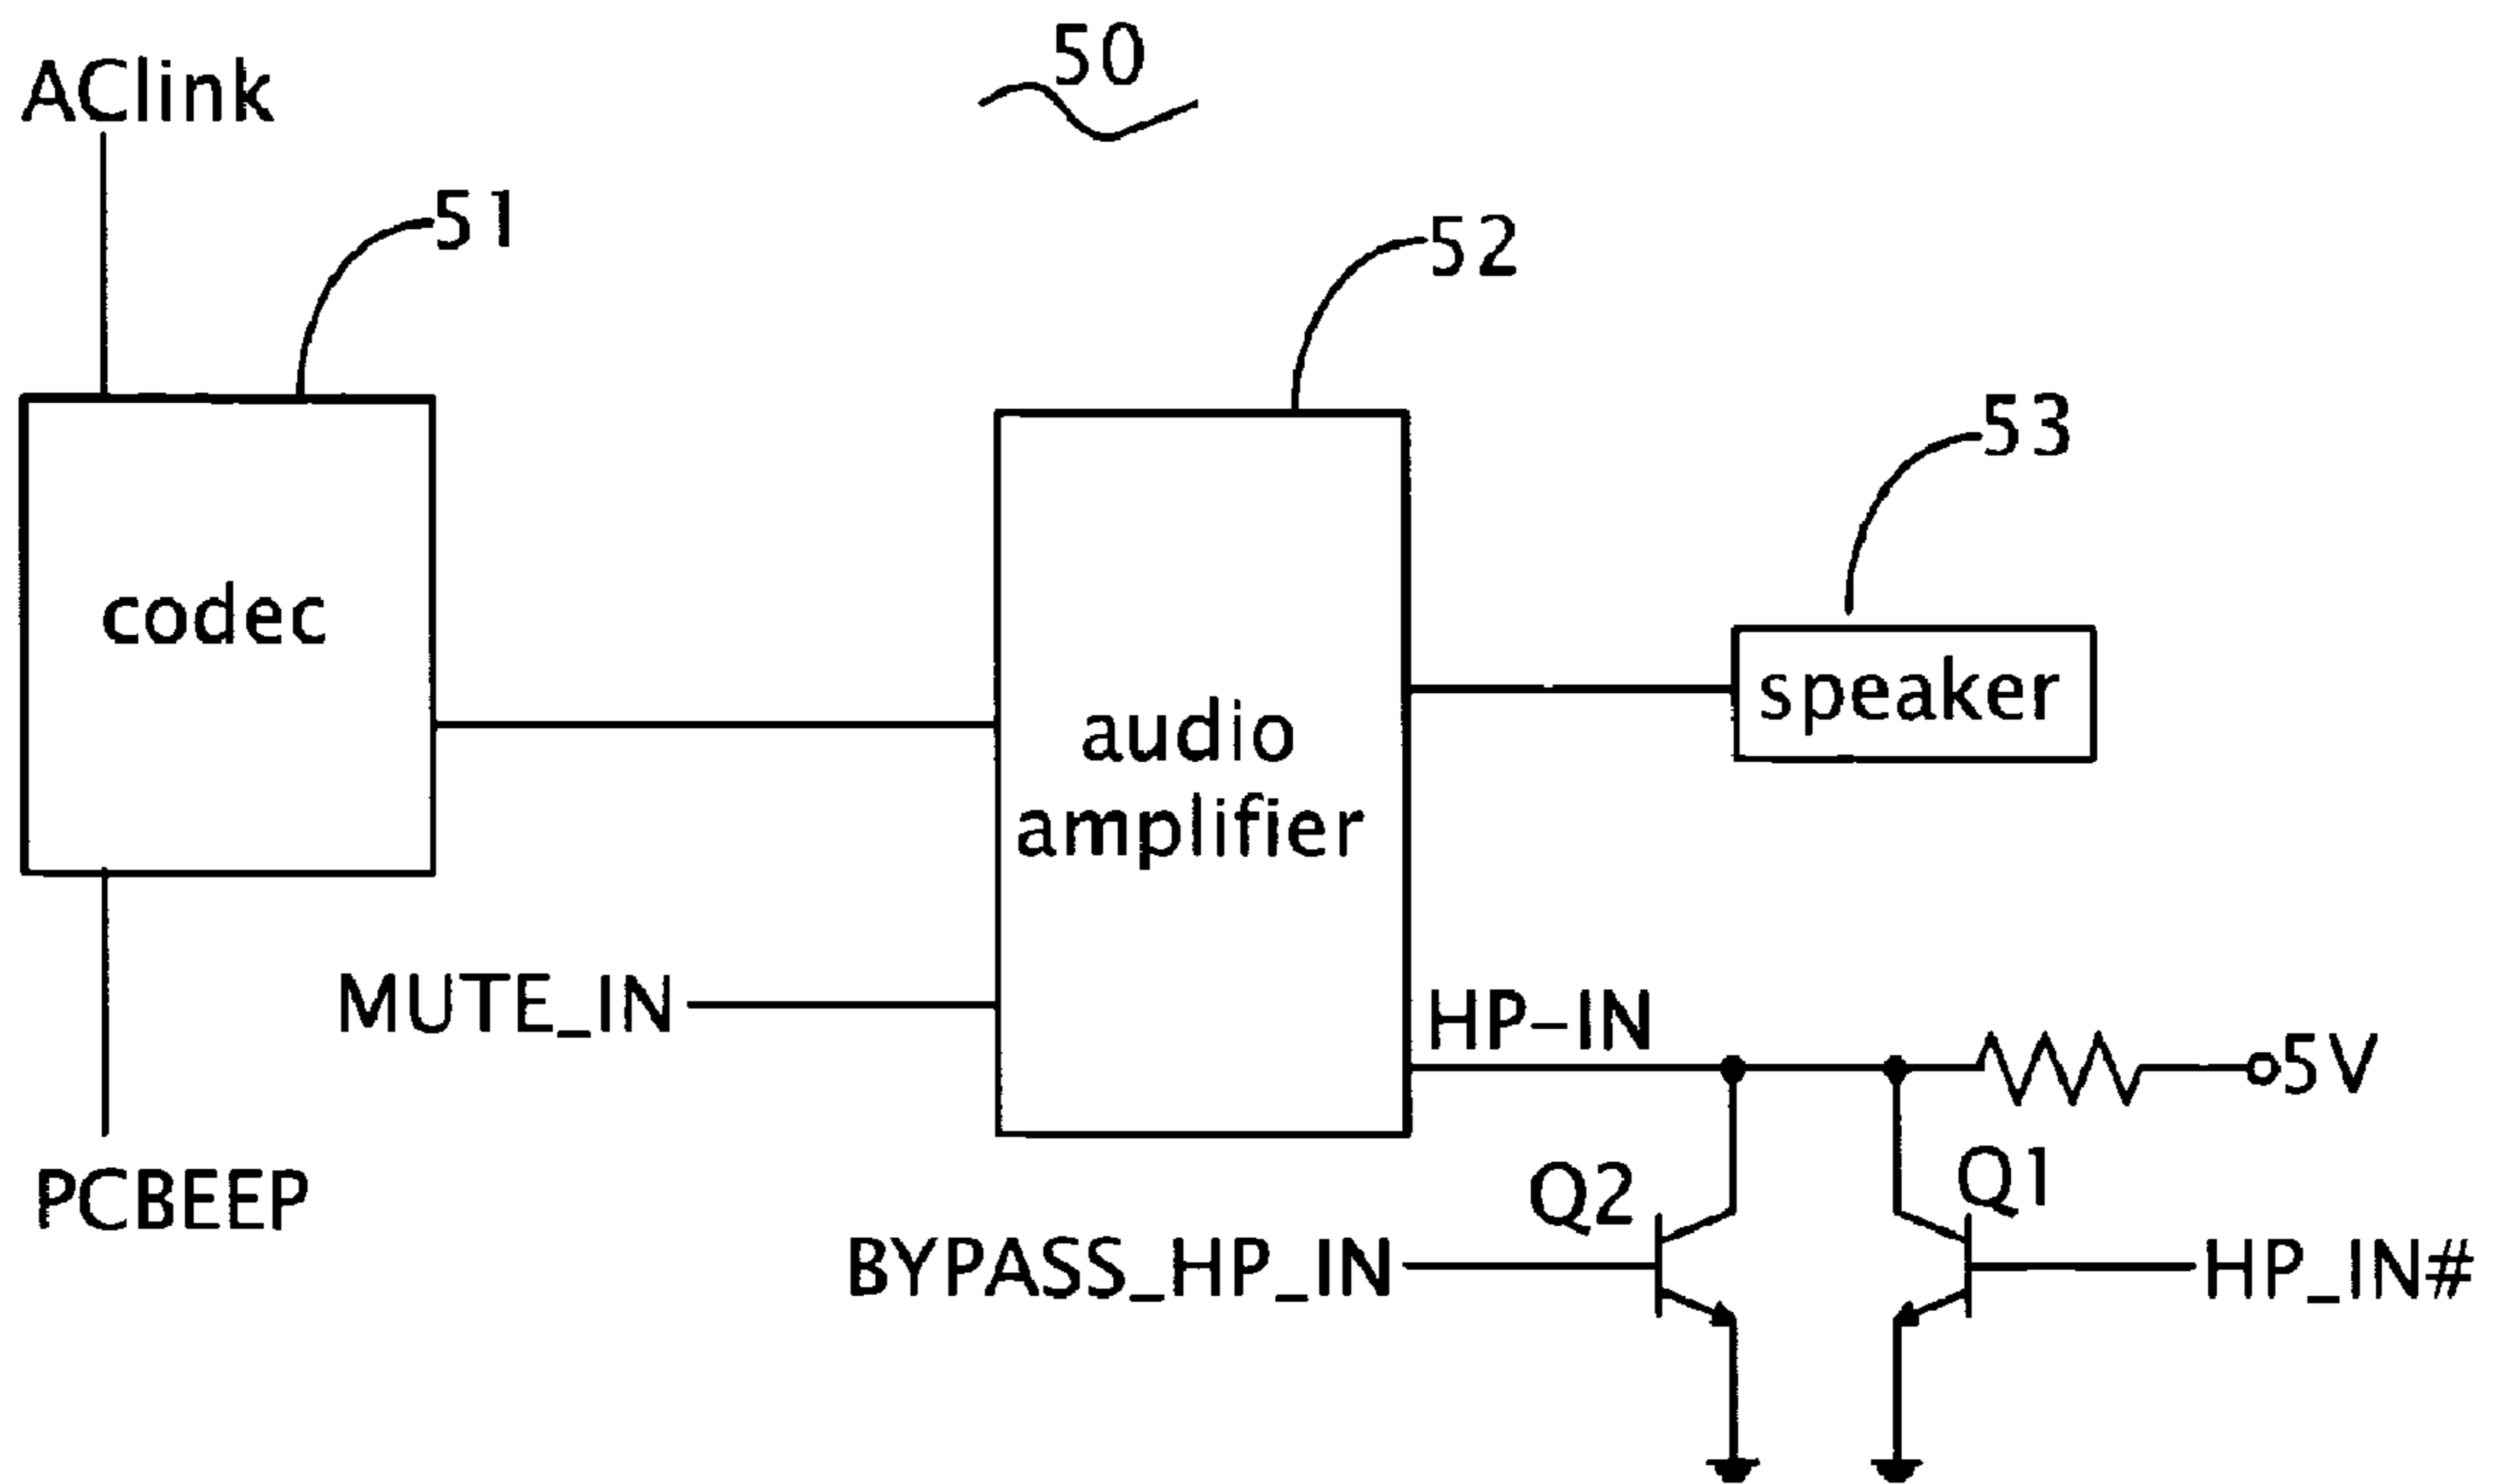 50
AClink
51
52
53
codec
speaker
audio
amplifier
MUTE_IN
HP-IN
5V
PCBEEP
Q2
Q1
BYPASS_HP_IN
HP_IN#